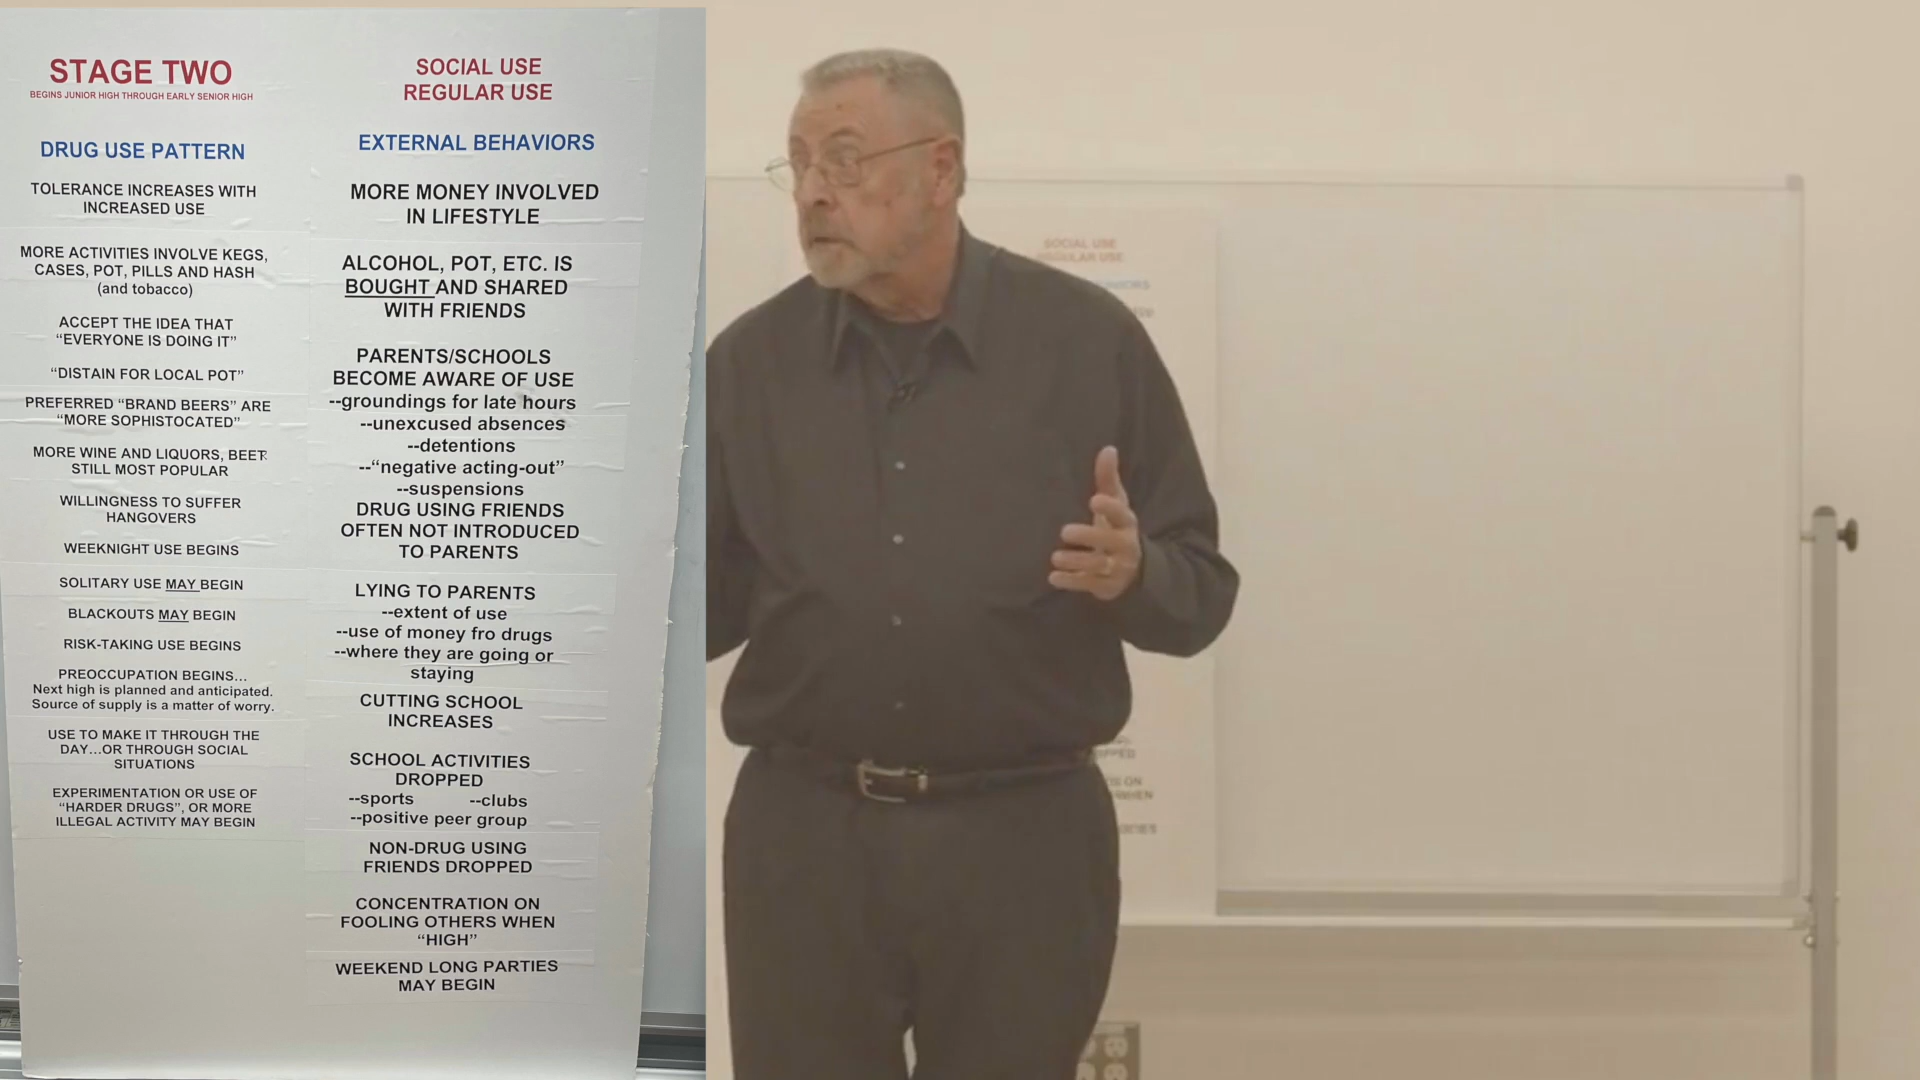 STAGE TWO
BEGINS JUNIOR HIGH THROUGH EARLY SENIOR HIGH
DRUG USE PATTERN
TOLERANCE INCREASES WITH
INCREASED USE
MORE ACTIVITIES INVOLVE KEGS,
CASES, POT, PILLS AND HASH
(and tobacco)
ACCEPT THE IDEA THAT
“EVERYONE IS DOING IT”
“DISTAIN FOR LOCAL POT”
PREFERRED “BRAND BEERS” ARE
“MORE SOPHISTOCATED”
MORE WINE AND LIQUORS, BEER
STILL MOST POPULAR
WILLINGNESS TO SUFFER
HANGOVERS
WEEKNIGHT USE BEGINS
SOLITARY USE MAY BEGIN
BLACKOUTS MAY BEGIN
RISK-TAKING USE BEGINS
PREOCCUPATION BEGINS...
Next high is planned and anticipated.
Source of supply is a matter of worry.
USE TO MAKE IT THROUGH THE
DAY...OR THROUGH SOCIAL
SITUATIONS
EXPERIMENTATION OR USE OF
“HARDER DRUGS”, OR MORE
ILLEGAL ACTIVITY MAY BEGIN
SOCIAL USE
REGULAR USE
EXTERNAL BEHAVIORS
MORE MONEY INVOLVED
IN LIFESTYLE
ALCOHOL, POT, ETC. IS
BOUGHT AND SHARED
WITH FRIENDS
PARENTS/SCHOOLS
BECOME AWARE OF USE
--groundings for late hours
--unexcused absences
--detentions
--“negative acting-out”
--suspensions
DRUG USING FRIENDS
OFTEN NOT INTRODUCED
TO PARENTS
LYING TO PARENTS
--extent of use
--use of money fro drugs
--where they are going or
staying
CUTTING SCHOOL
INCREASES
SCHOOL ACTIVITIES
DROPPED
--sports --clubs
--positive peer group
NON-DRUG USING
FRIENDS DROPPED
CONCENTRATION ON
FOOLING OTHERS WHEN
“HIGH”
WEEKEND LONG PARTIES
MAY BEGIN
SOCIAL USE
REGULAR USE